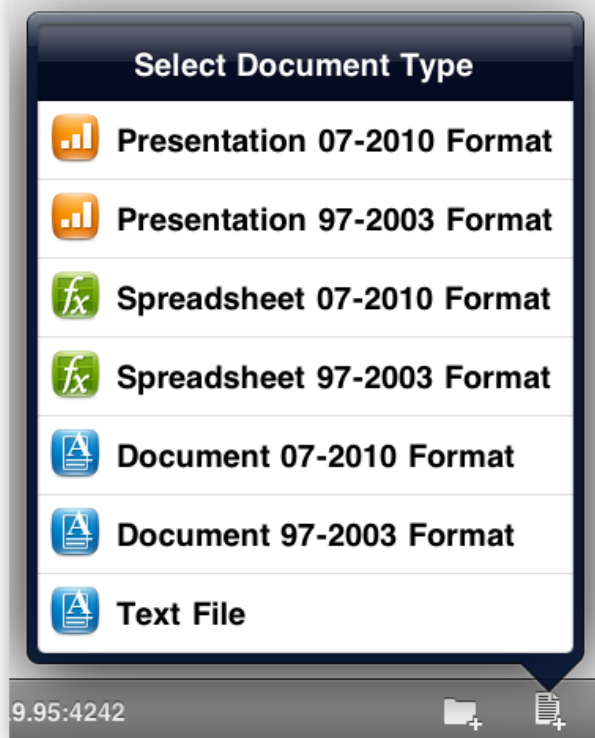 Select Document Type
Presentation 07-2010 Format
Presentation 97-2003 Format
Spreadsheet 07-2010 Format
Spreadsheet 97-2003 Format
Document 07-2010 Format
Document 97-2003 Format
Text File
.9.95:4242